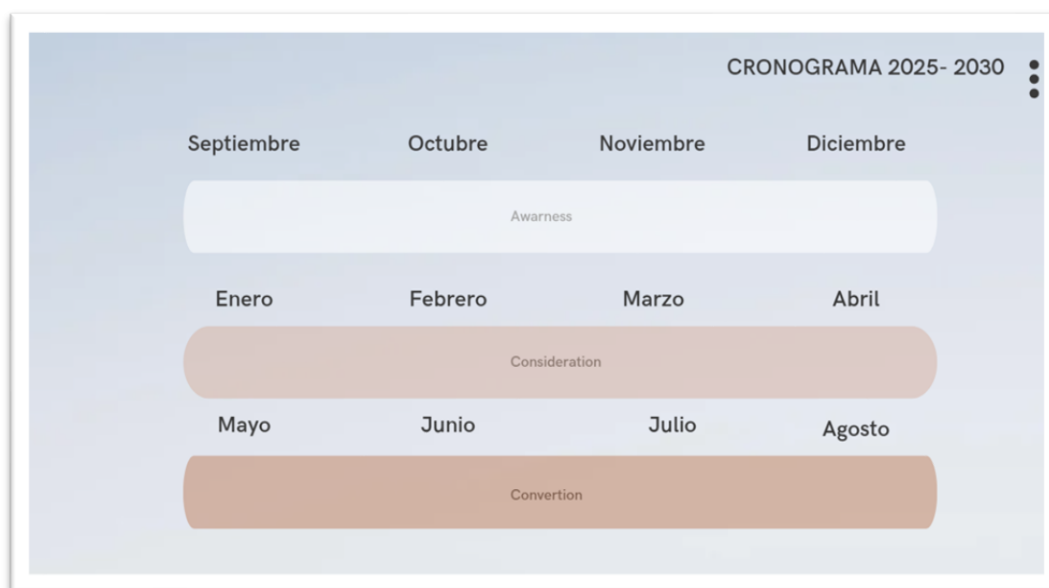 CRONOGRAMA 2025- 2030
Septiembre Octubre Noviembre Diciembre
Awarness
Enero Febrero Marzo Abril
Consideration
Mayo Junio Julio Agosto
Convertion